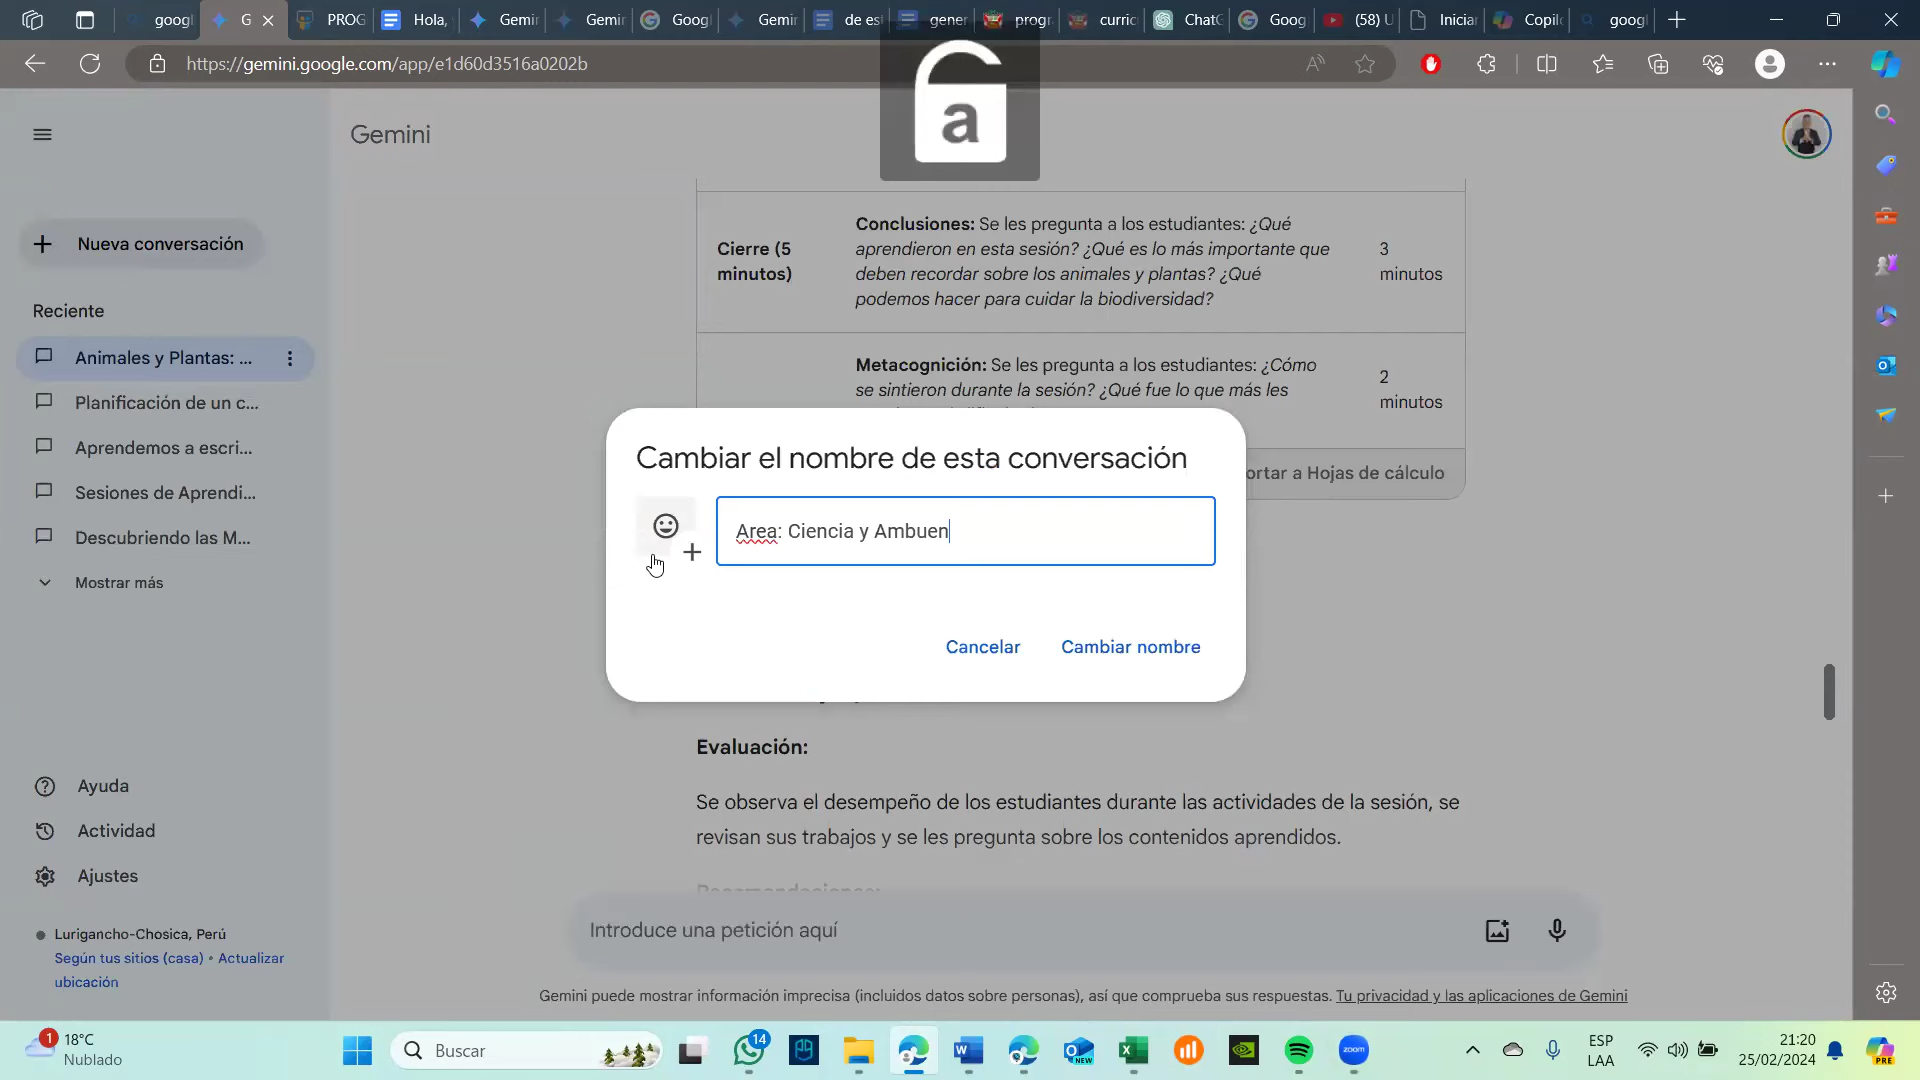 googl
G
PROG
Hola,
Gemin
Gemin
Googl
Gemin
de es
gener
progr
curric
ChatG
Goog
(58) U
Iniciar
Copilo
googl
https://gemini.google.com/app/e1d60d3516a0202b
a
Gemini
Nueva conversación
Reciente
Animales y Plantas: ...
Planificación de un c...
Aprendemos a escri...
Sesiones de Aprendi...
Descubriendo las M...
Mostrar más
Ayuda
Actividad
Ajustes
Lurigancho-Chosica, Perú
Según tus sitios (casa) • Actualizar
ubicación
Cierre (5
minutos)
Conclusiones: Se les pregunta a los estudiantes: ¿Qué
aprendieron en esta sesión? ¿Qué es lo más importante que
deben recordar sobre los animales y plantas? ¿Qué
podemos hacer para cuidar la biodiversidad?
3
minutos
Metacognición: Se les pregunta a los estudiantes: ¿Cómo
se sintieron durante la sesión? ¿Qué fue lo que más les
2
minutos
ortar a Hojas de cálculo
Cambiar el nombre de esta conversación
Area: Ciencia y Ambuen
Cancelar
Cambiar nombre
Evaluación:
Se observa el desempeño de los estudiantes durante las actividades de la sesión, se
revisan sus trabajos y se les pregunta sobre los contenidos aprendidos.
Recomendaciones:
Introduce una petición aquí
Gemini puede mostrar información imprecisa (incluidos datos sobre personas), así que comprueba sus respuestas. Tu privacidad y las aplicaciones de Gemini
1
18°C
Nublado
Buscar
14
NEW
zoom
ESP
LAA
21:20
25/02/2024
PRE